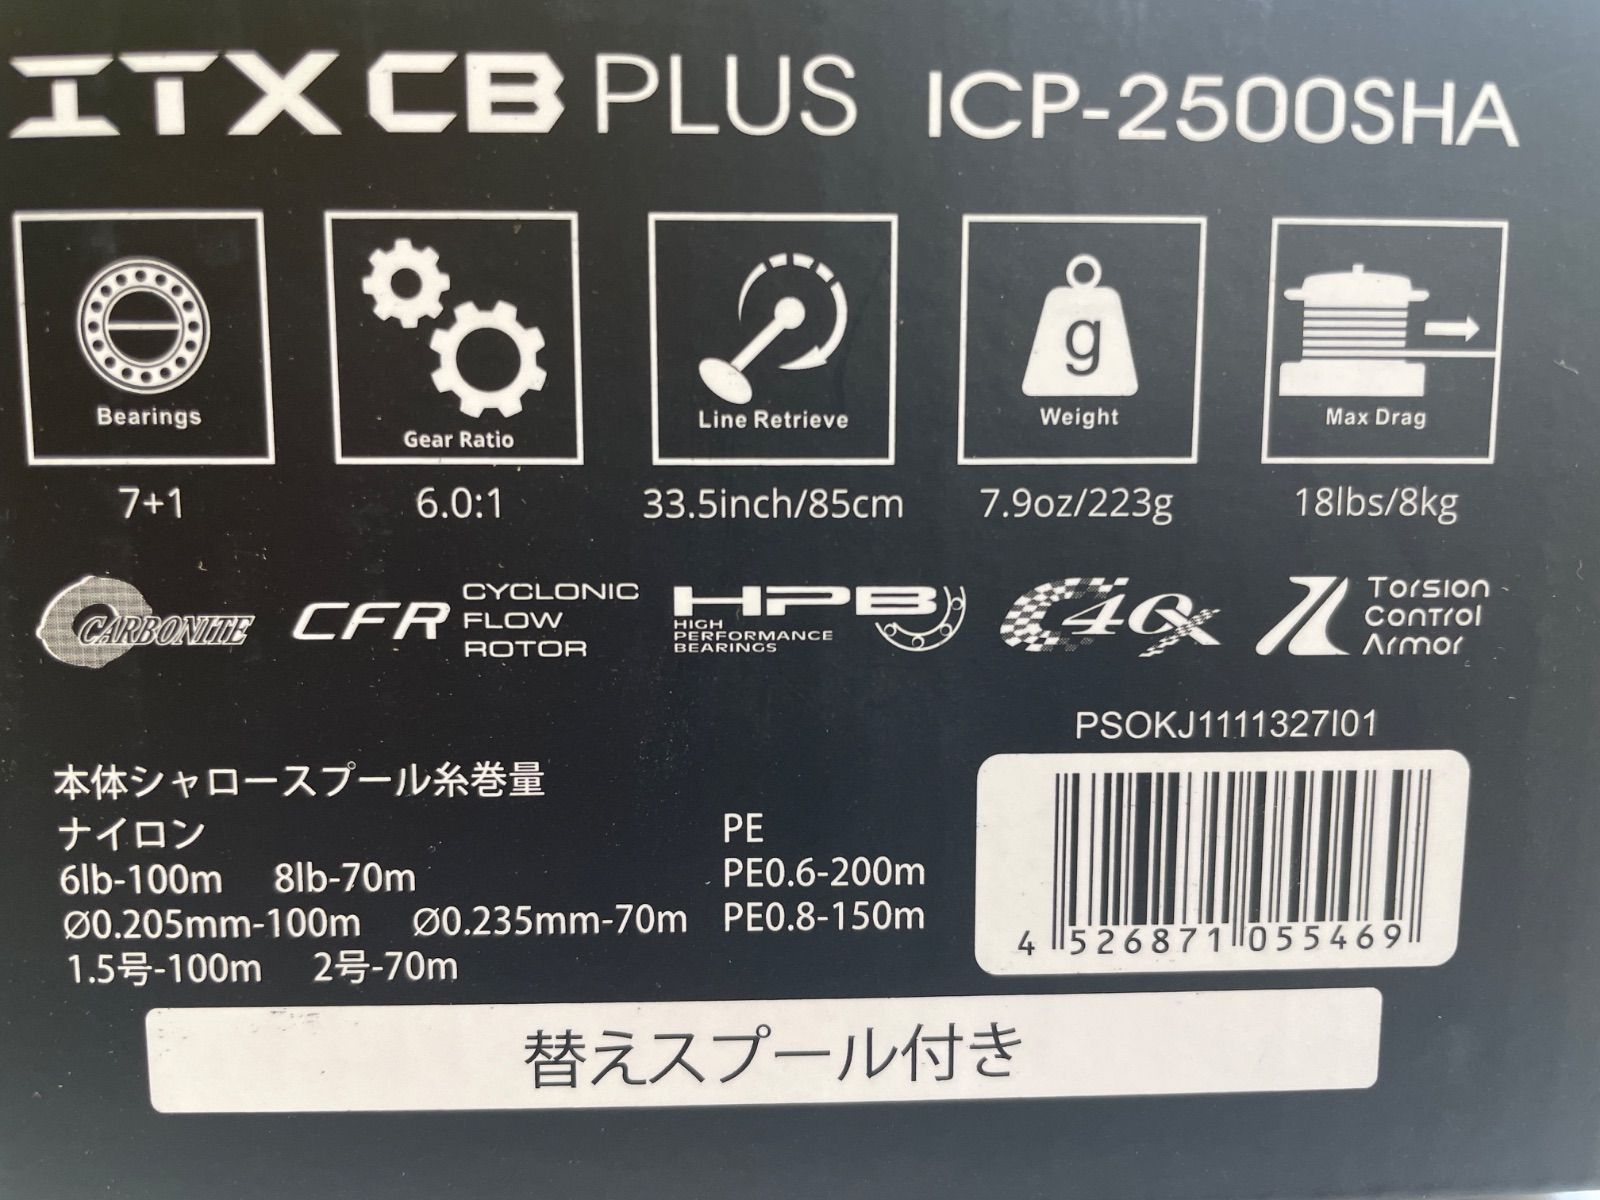 ITX CB PLUS ICP-2500SHA
g
Bearings
Gear Ratio
Line Retrieve
Weight
Max Drag
7+1
6.0:1
33.5inch/85cm
7.9oz/223g
18lbs/8kg
CARBONITE
CFR CYCLONIC
FLOW
ROTOR
HPB
HIGH
PERFORMANCE
BEARINGS
C40X
Torsion
Control
Armor
PSOKJ1111327I01
本体シャロースプール糸巻量
ナイロン
6lb-100m 8lb-70m
Ø0.205mm-100m Ø0.235mm-70m
1.5号-100m 2号-70m
PE
PE0.6-200m
PE0.8-150m
4 526871 055469
替えスプール付き